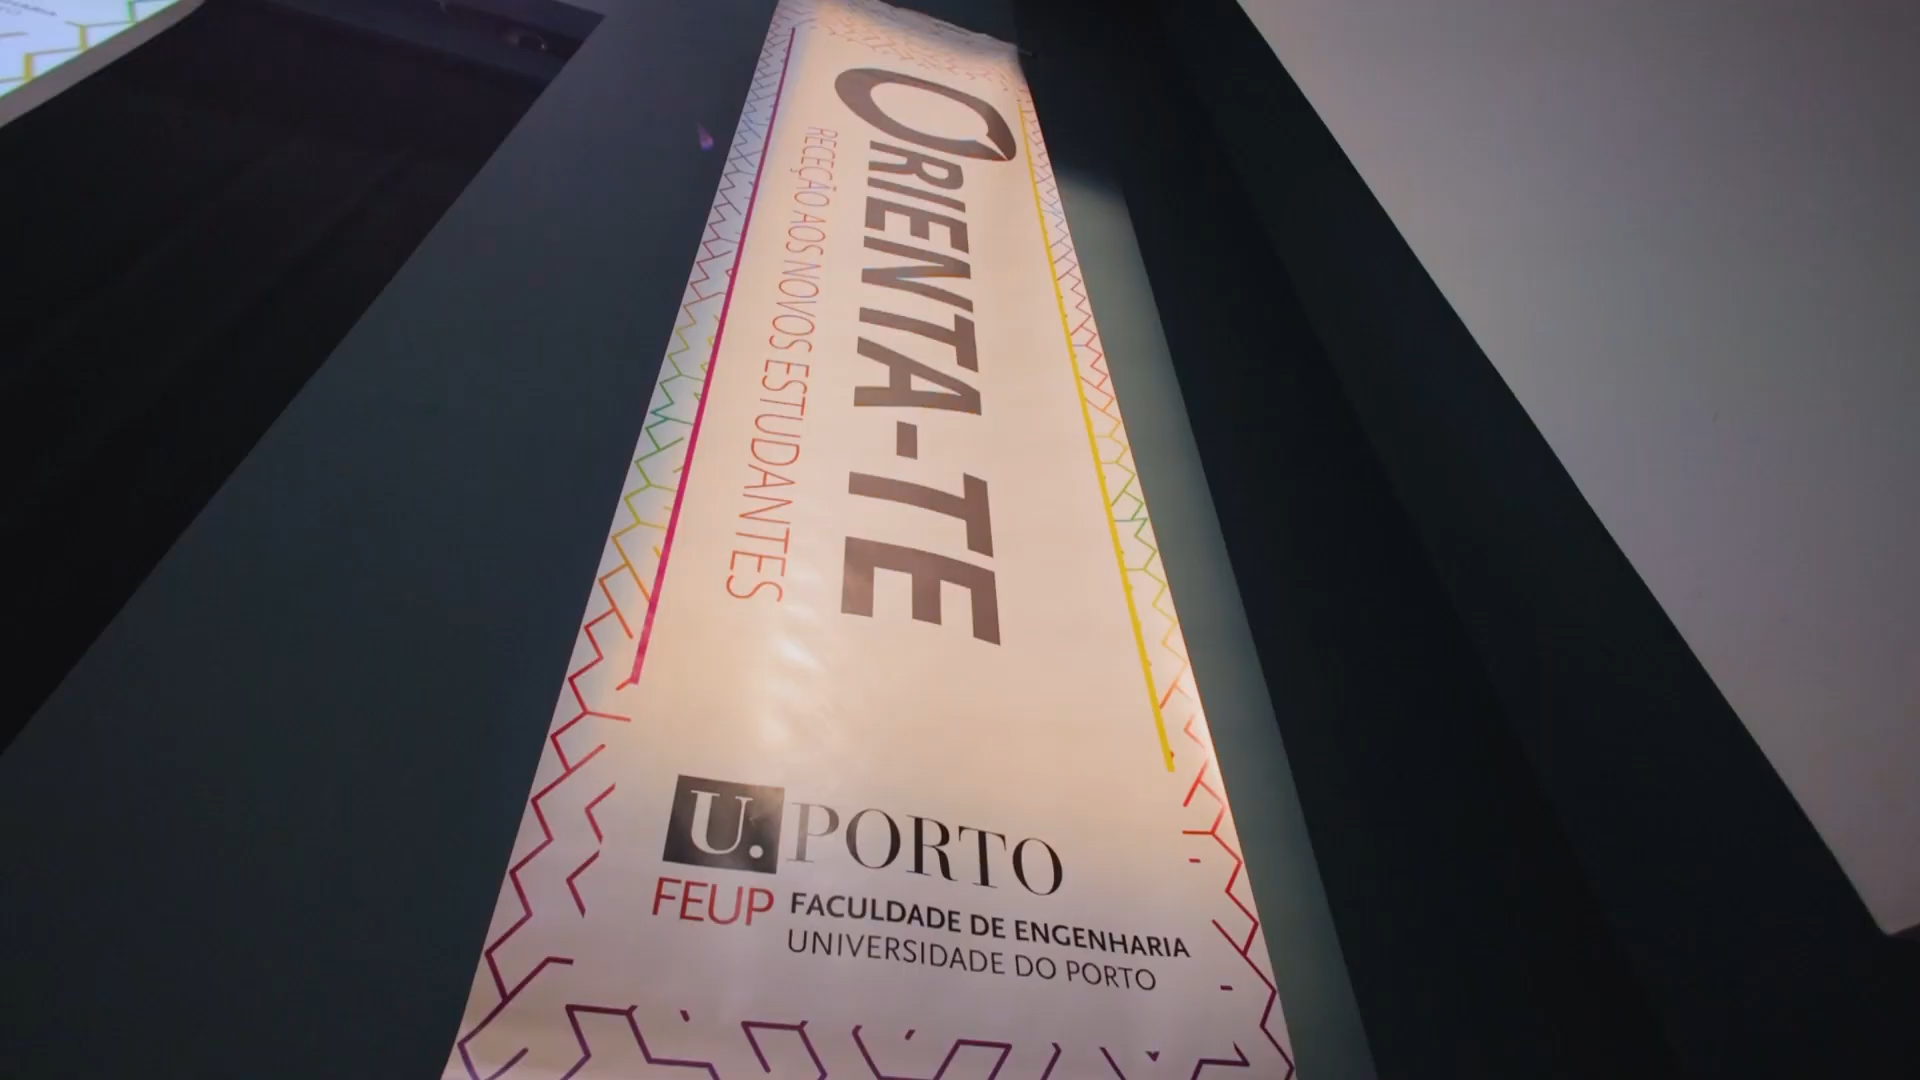 ORIENTA-TE
RECEÇÃO AOS NOVOS ESTUDANTES
U. PORTO
FEUP FACULDADE DE ENGENHARIA
UNIVERSIDADE DO PORTO